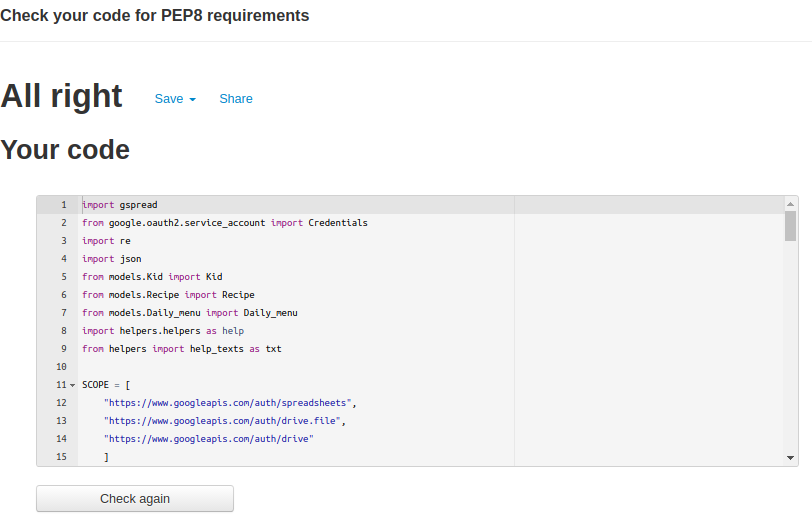 Check your code for PEP8 requirements
All right Save Share
Your code
1 import gspread
2 from google.oauth2.service_account import Credentials
3 import re
4 import json
5 from models.Kid import Kid
6 from models.Recipe import Recipe
7 from models.Daily_menu import Daily_menu
8 import helpers.helpers as help
9 from helpers import help_texts as txt
10
11 SCOPE = [
12     "https://www.googleapis.com/auth/spreadsheets",
13     "https://www.googleapis.com/auth/drive.file",
14     "https://www.googleapis.com/auth/drive"
15     ]
Check again